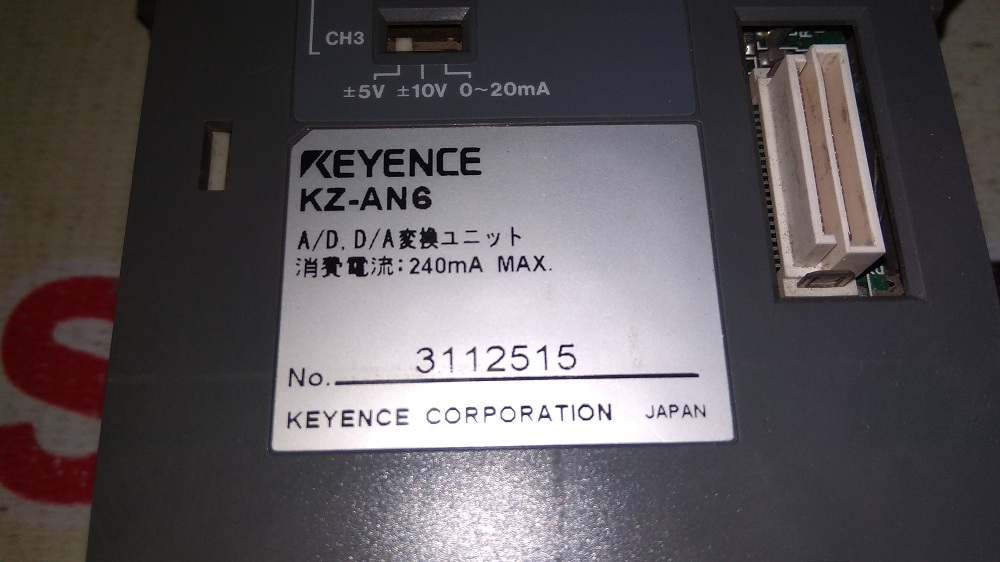 CH3
±5V ±10V 0~20mA
KEYENCE
KZ-AN6
A/D, D/A変換ユニット
消費電流:240mA MAX.
No. 3112515
KEYENCE CORPORATION JAPAN
S